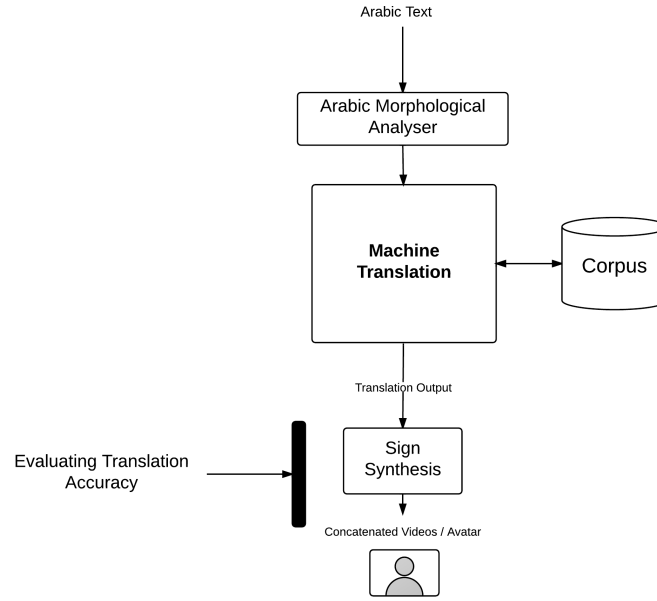 Arabic Text
Arabic Morphological
Analyser
Machine
Translation
Corpus
Translation Output
Sign
Synthesis
Evaluating Translation
Accuracy
Concatenated Videos / Avatar